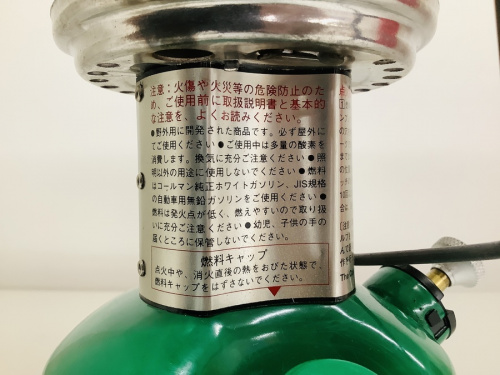 注意：火傷や火災等の危険防止のた
め、ご使用前に取扱説明書と基本的
な注意を、よくお読みください。
●野外用に開発された商品です。必ず屋外に
てご使用ください●ご使用中は多量の酸素を
消費します。換気に充分ご注意ください●照
明以外の用途に使用しないでください●燃料
はコールマン純正ホワイトガソリン、JIS規格
の自動車用無鉛ガソリンをご使用ください●
燃料は発火点が低く、燃えやすいので取り扱
いに充分ご注意ください●幼児、子供の手の
届くところに保管しないでください。
燃料キャップ
点火中や、消火直後の熱をおびた状態で、
燃料キャップをはずさないでください。